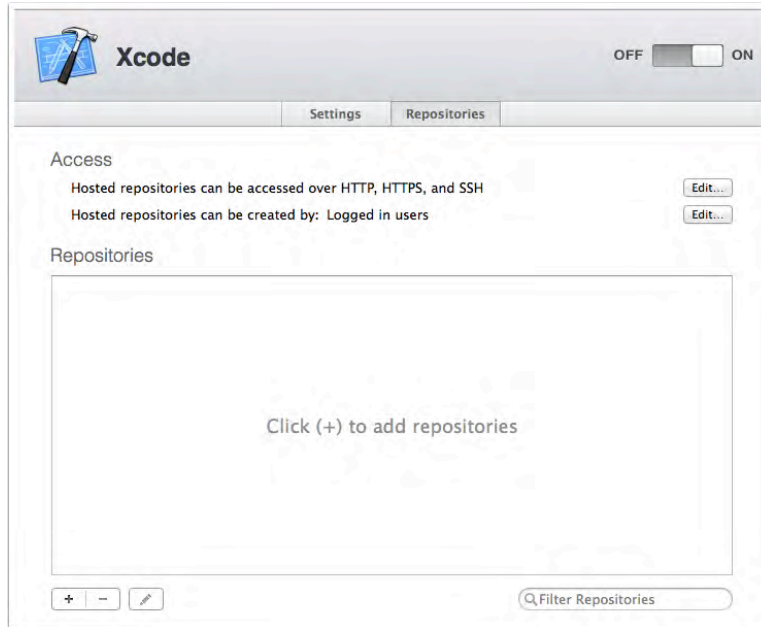 Xcode
OFF ON
Settings Repositories
Access
Hosted repositories can be accessed over HTTP, HTTPS, and SSH Edit...
Hosted repositories can be created by: Logged in users Edit...
Repositories
Click (+) to add repositories
+ −
Filter Repositories